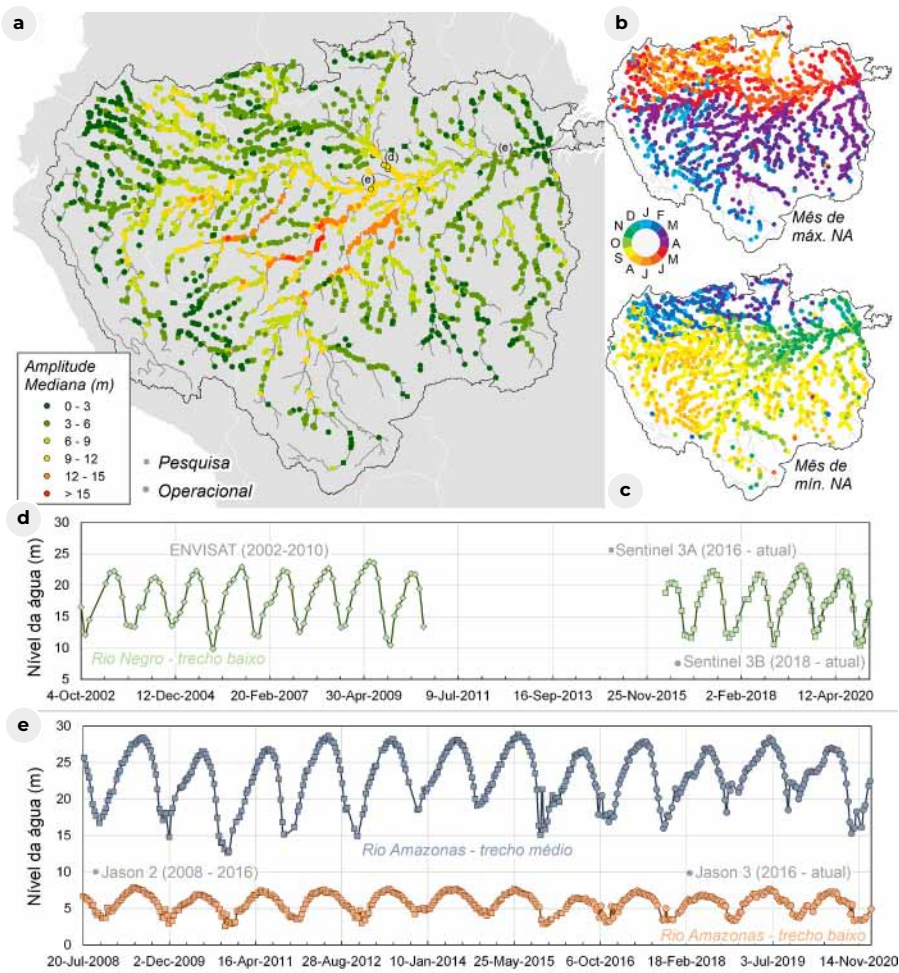 a
(d)
(e)
(e)
Amplitude
Mediana (m)
0 - 3
3 - 6
6 - 9
9 - 12
12 - 15
> 15
Pesquisa
Operacional
b
Mês de
máx. NA
J F M A M J J A S O N D
Mês de
mín. NA
c
d
Nível da água (m)
30
25
20
15
10
5
ENVISAT (2002-2010)
Sentinel 3A (2016 - atual)
Rio Negro - trecho baixo
Sentinel 3B (2018 - atual)
4-Oct-2002 12-Dec-2004 20-Feb-2007 30-Apr-2009 9-Jul-2011 16-Sep-2013 25-Nov-2015 2-Feb-2018 12-Apr-2020
e
Nível da água (m)
30
25
20
15
10
5
0
Rio Amazonas - trecho médio
Jason 2 (2008 - 2016)
Jason 3 (2016 - atual)
Rio Amazonas - trecho baixo
20-Jul-2008 2-Dec-2009 16-Apr-2011 28-Aug-2012 10-Jan-2014 25-May-2015 6-Oct-2016 18-Feb-2018 3-Jul-2019 14-Nov-2020